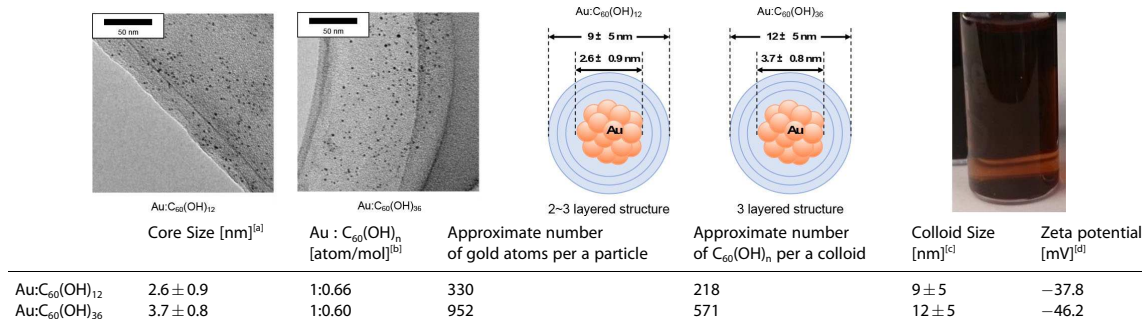 50 nm
50 nm
Au:C₆₀(OH)₁₂
Au:C₆₀(OH)₃₆
9 ± 5 nm
12 ± 5 nm
2.6 ± 0.9 nm
3.7 ± 0.8 nm
Au
Au
Au:C₆₀(OH)₁₂
Au:C₆₀(OH)₃₆
2~3 layered structure
3 layered structure
Core Size [nm]^[a] Au : C₆₀(OH)ₙ Approximate number Approximate number Colloid Size Zeta potential
[atom/mol]^[b] of gold atoms per a particle of C₆₀(OH)ₙ per a colloid [nm]^[c] [mV]^[d]
Au:C₆₀(OH)₁₂ 2.6 ± 0.9 1:0.66 330 218 9 ± 5 −37.8
Au:C₆₀(OH)₃₆ 3.7 ± 0.8 1:0.60 952 571 12 ± 5 −46.2